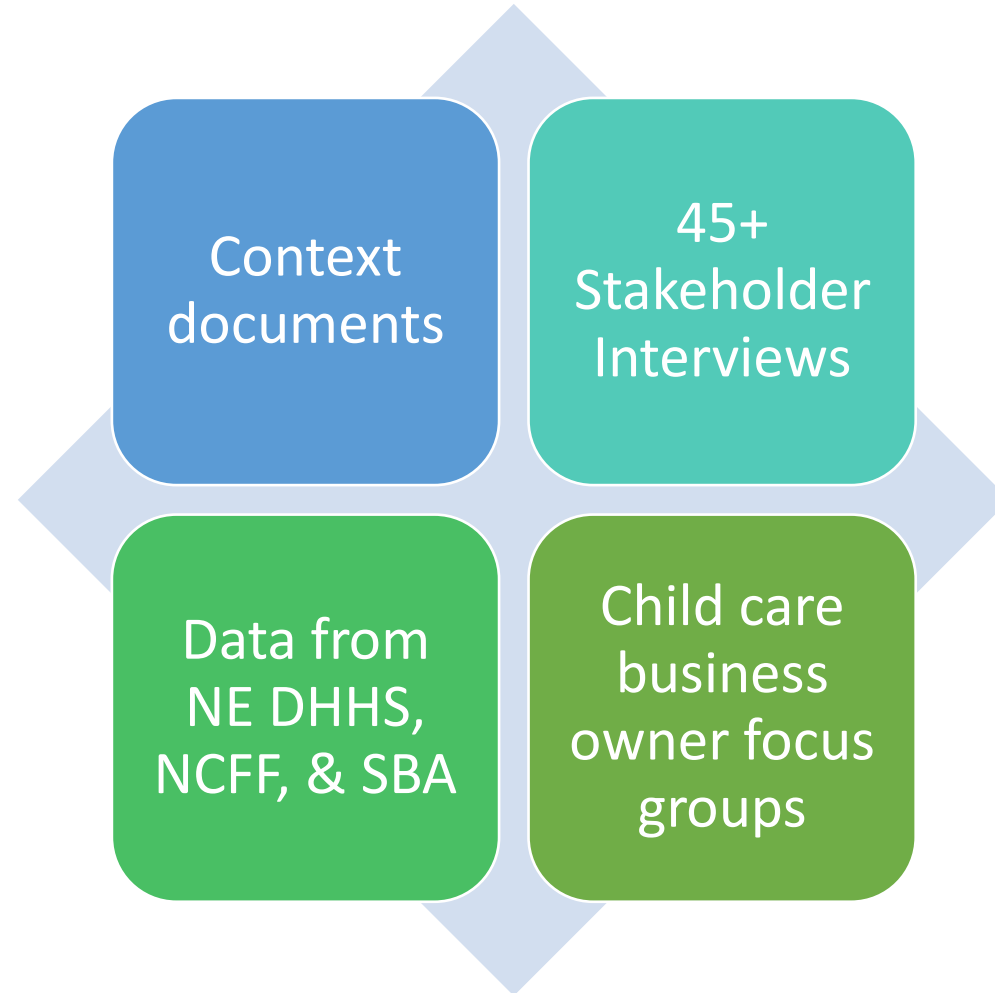 Context
documents
45+
Stakeholder
Interviews
Data from
NE DHHS,
NCFF, & SBA
Child care
business
owner focus
groups